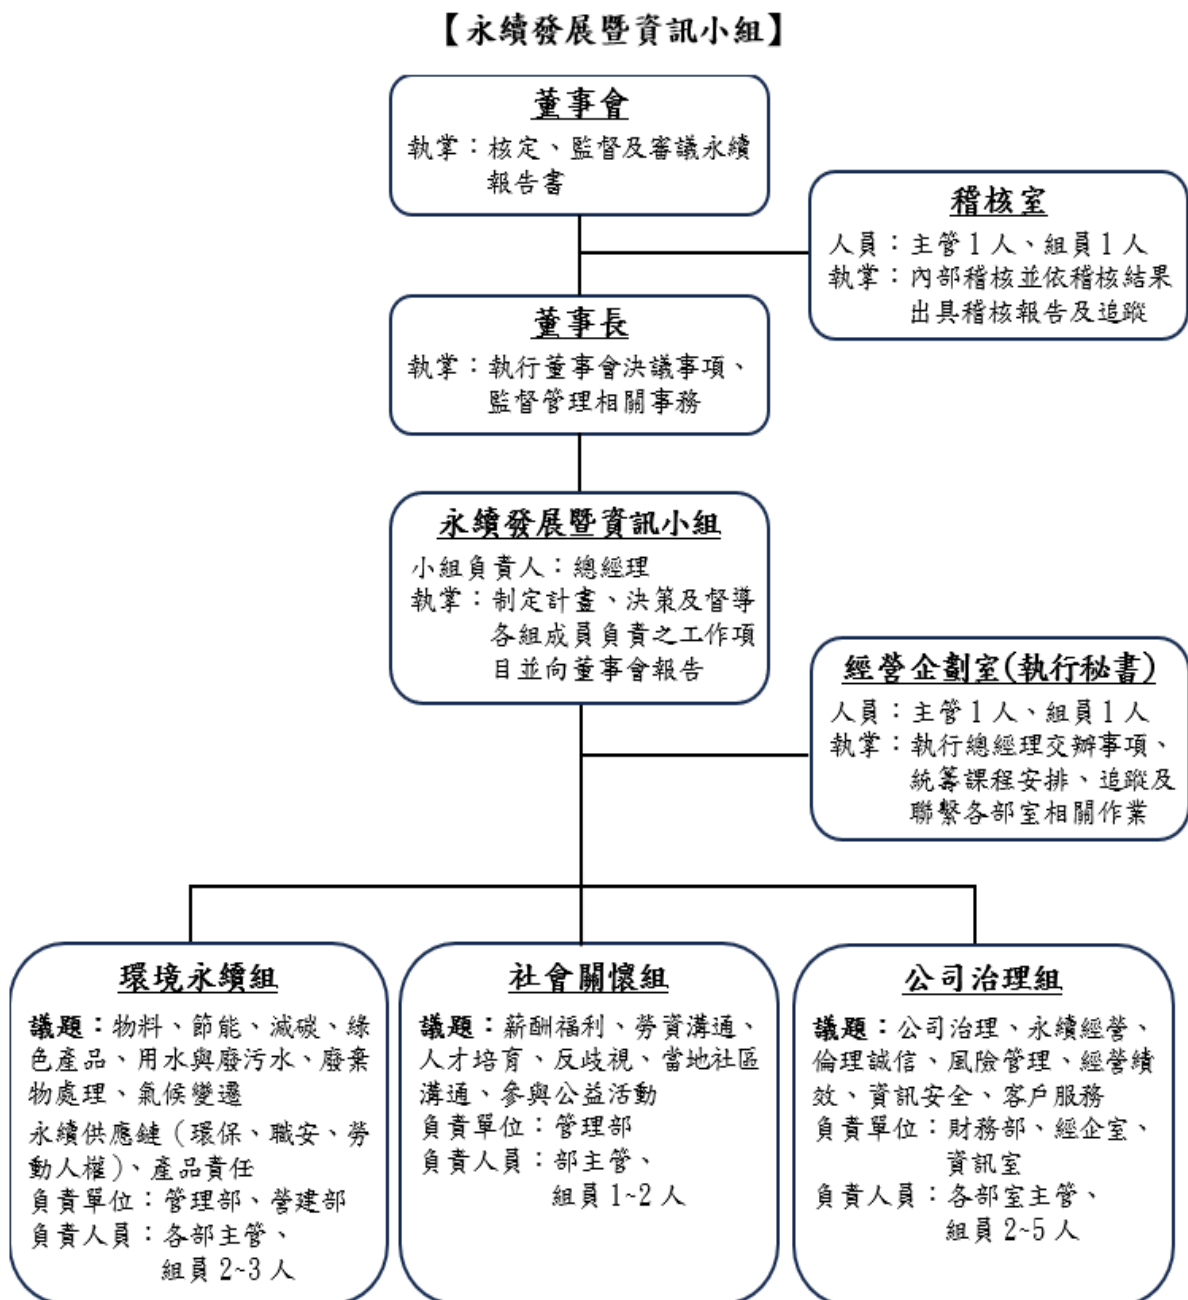 【永續發展暨資訊小組】
董事會
執掌：核定、監督及審議永續
報告書
稽核室
人員：主管1人、組員1人
執掌：內部稽核並依稽核結果
出具稽核報告及追蹤
董事長
執掌：執行董事會決議事項、
監督管理相關事務
永續發展暨資訊小組
小組負責人：總經理
執掌：制定計畫、決策及督導
各組成員負責之工作項
目並向董事會報告
經營企劃室(執行秘書)
人員：主管1人、組員1人
執掌：執行總經理交辦事項、
統籌課程安排、追蹤及
聯繫各部室相關作業
環境永續組
議題：物料、節能、減碳、綠
色產品、用水與廢污水、廢棄
物處理、氣候變遷
永續供應鏈（環保、職安、勞
動人權)、產品責任
負責單位：管理部、營建部
負責人員：各部主管、
組員2~3人
社會關懷組
議題：薪酬福利、勞資溝通、
人才培育、反歧視、當地社區
溝通、參與公益活動
負責單位：管理部
負責人員：部主管、
組員1~2人
公司治理組
議題：公司治理、永續經營、
倫理誠信、風險管理、經營績
效、資訊安全、客戶服務
負責單位：財務部、經企室、
資訊室
負責人員：各部室主管、
組員2~5人